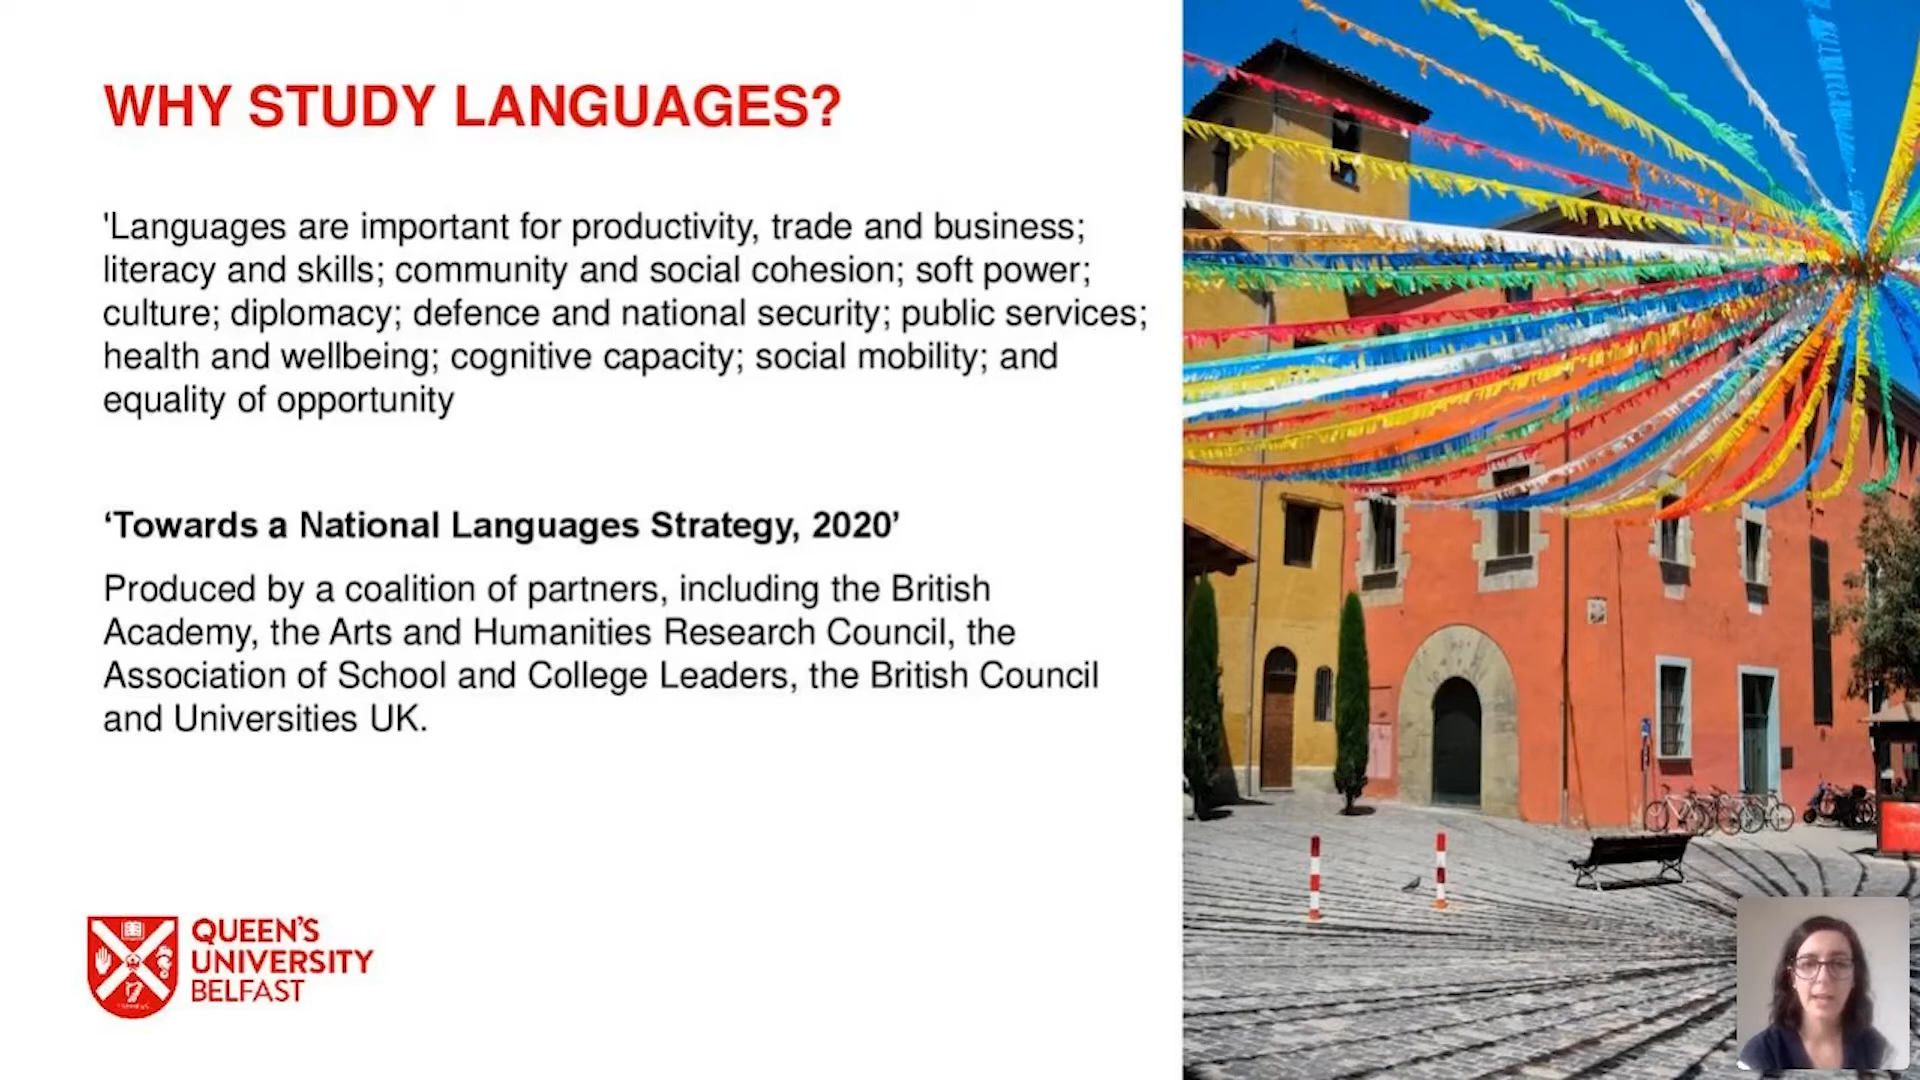 WHY STUDY LANGUAGES?
'Languages are important for productivity, trade and business;
literacy and skills; community and social cohesion; soft power;
culture; diplomacy; defence and national security; public services;
health and wellbeing; cognitive capacity; social mobility; and
equality of opportunity
‘Towards a National Languages Strategy, 2020’
Produced by a coalition of partners, including the British
Academy, the Arts and Humanities Research Council, the
Association of School and College Leaders, the British Council
and Universities UK.
QUEEN'S
UNIVERSITY
BELFAST